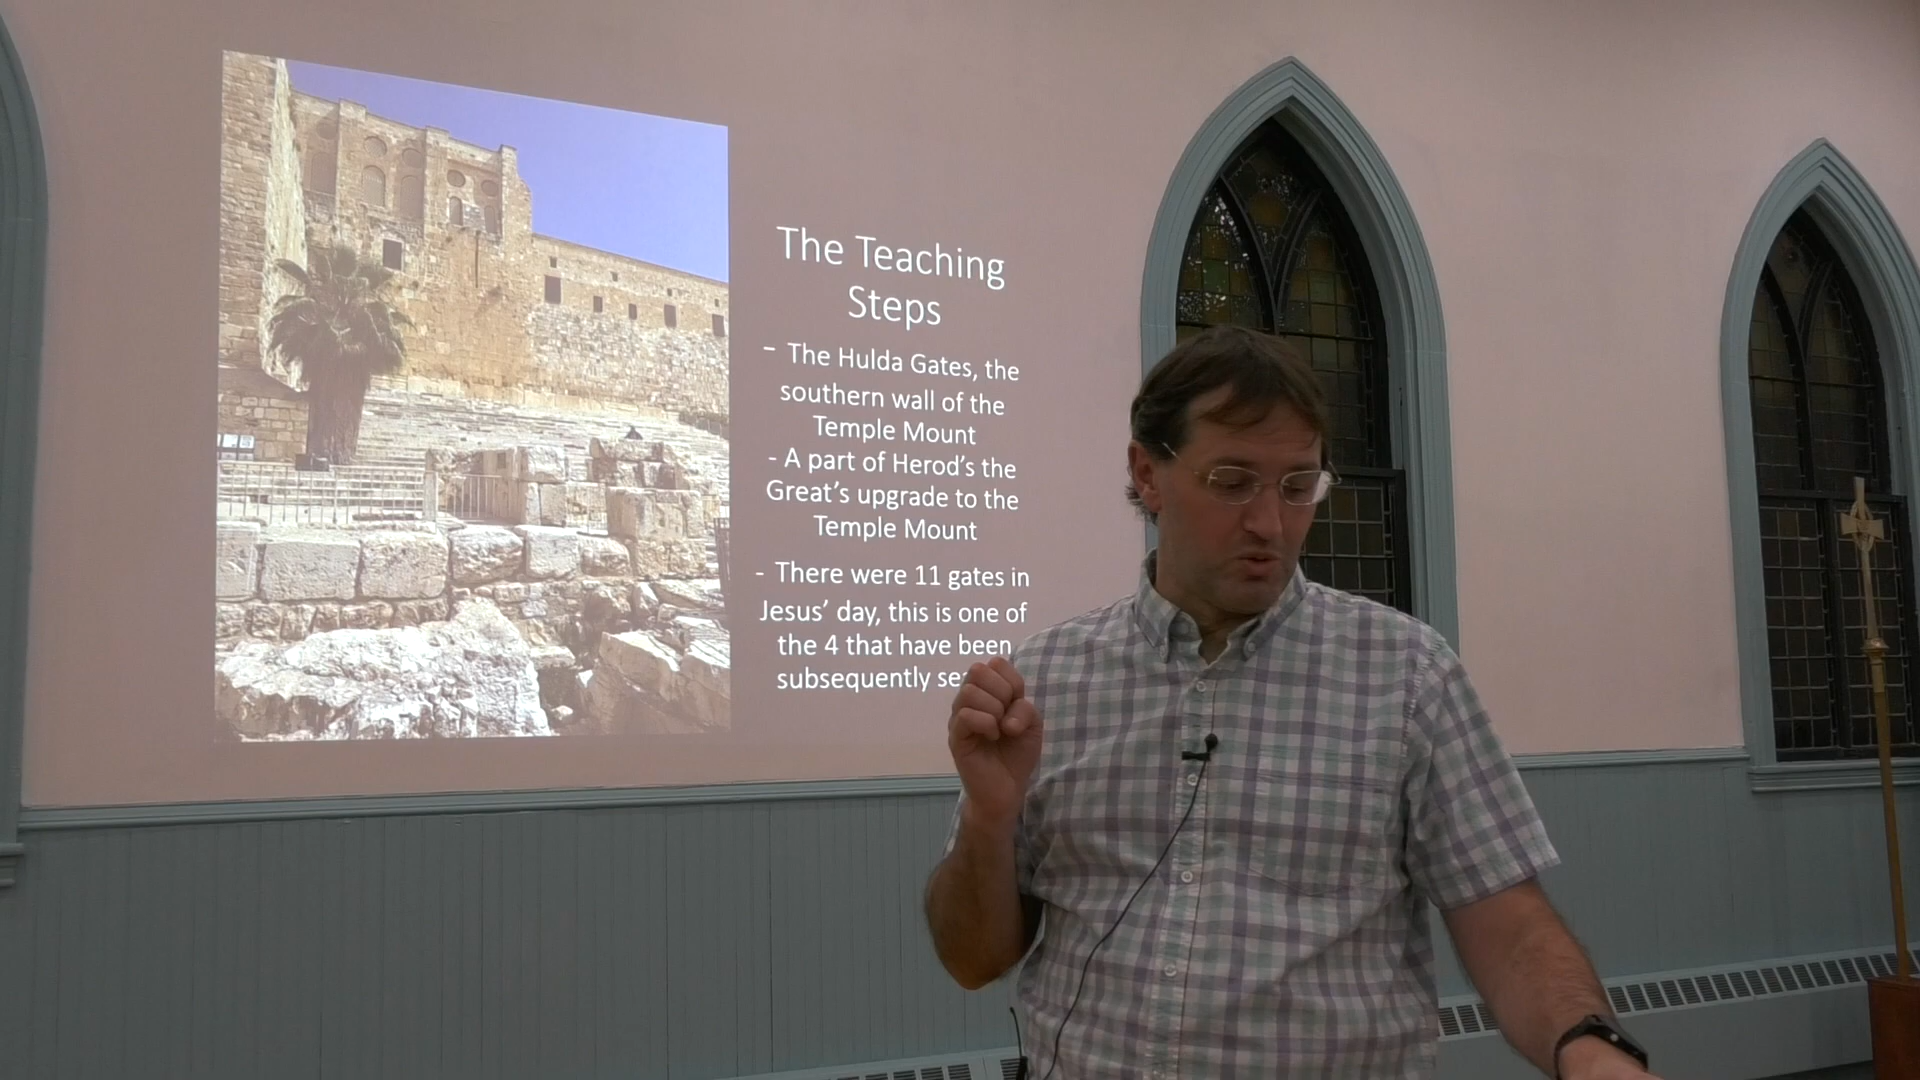 The Teaching
Steps
- The Hulda Gates, the
southern wall of the
Temple Mount
- A part of Herod's the
Great's upgrade to the
Temple Mount
- There were 11 gates in
Jesus' day, this is one of
the 4 that have been
subsequently